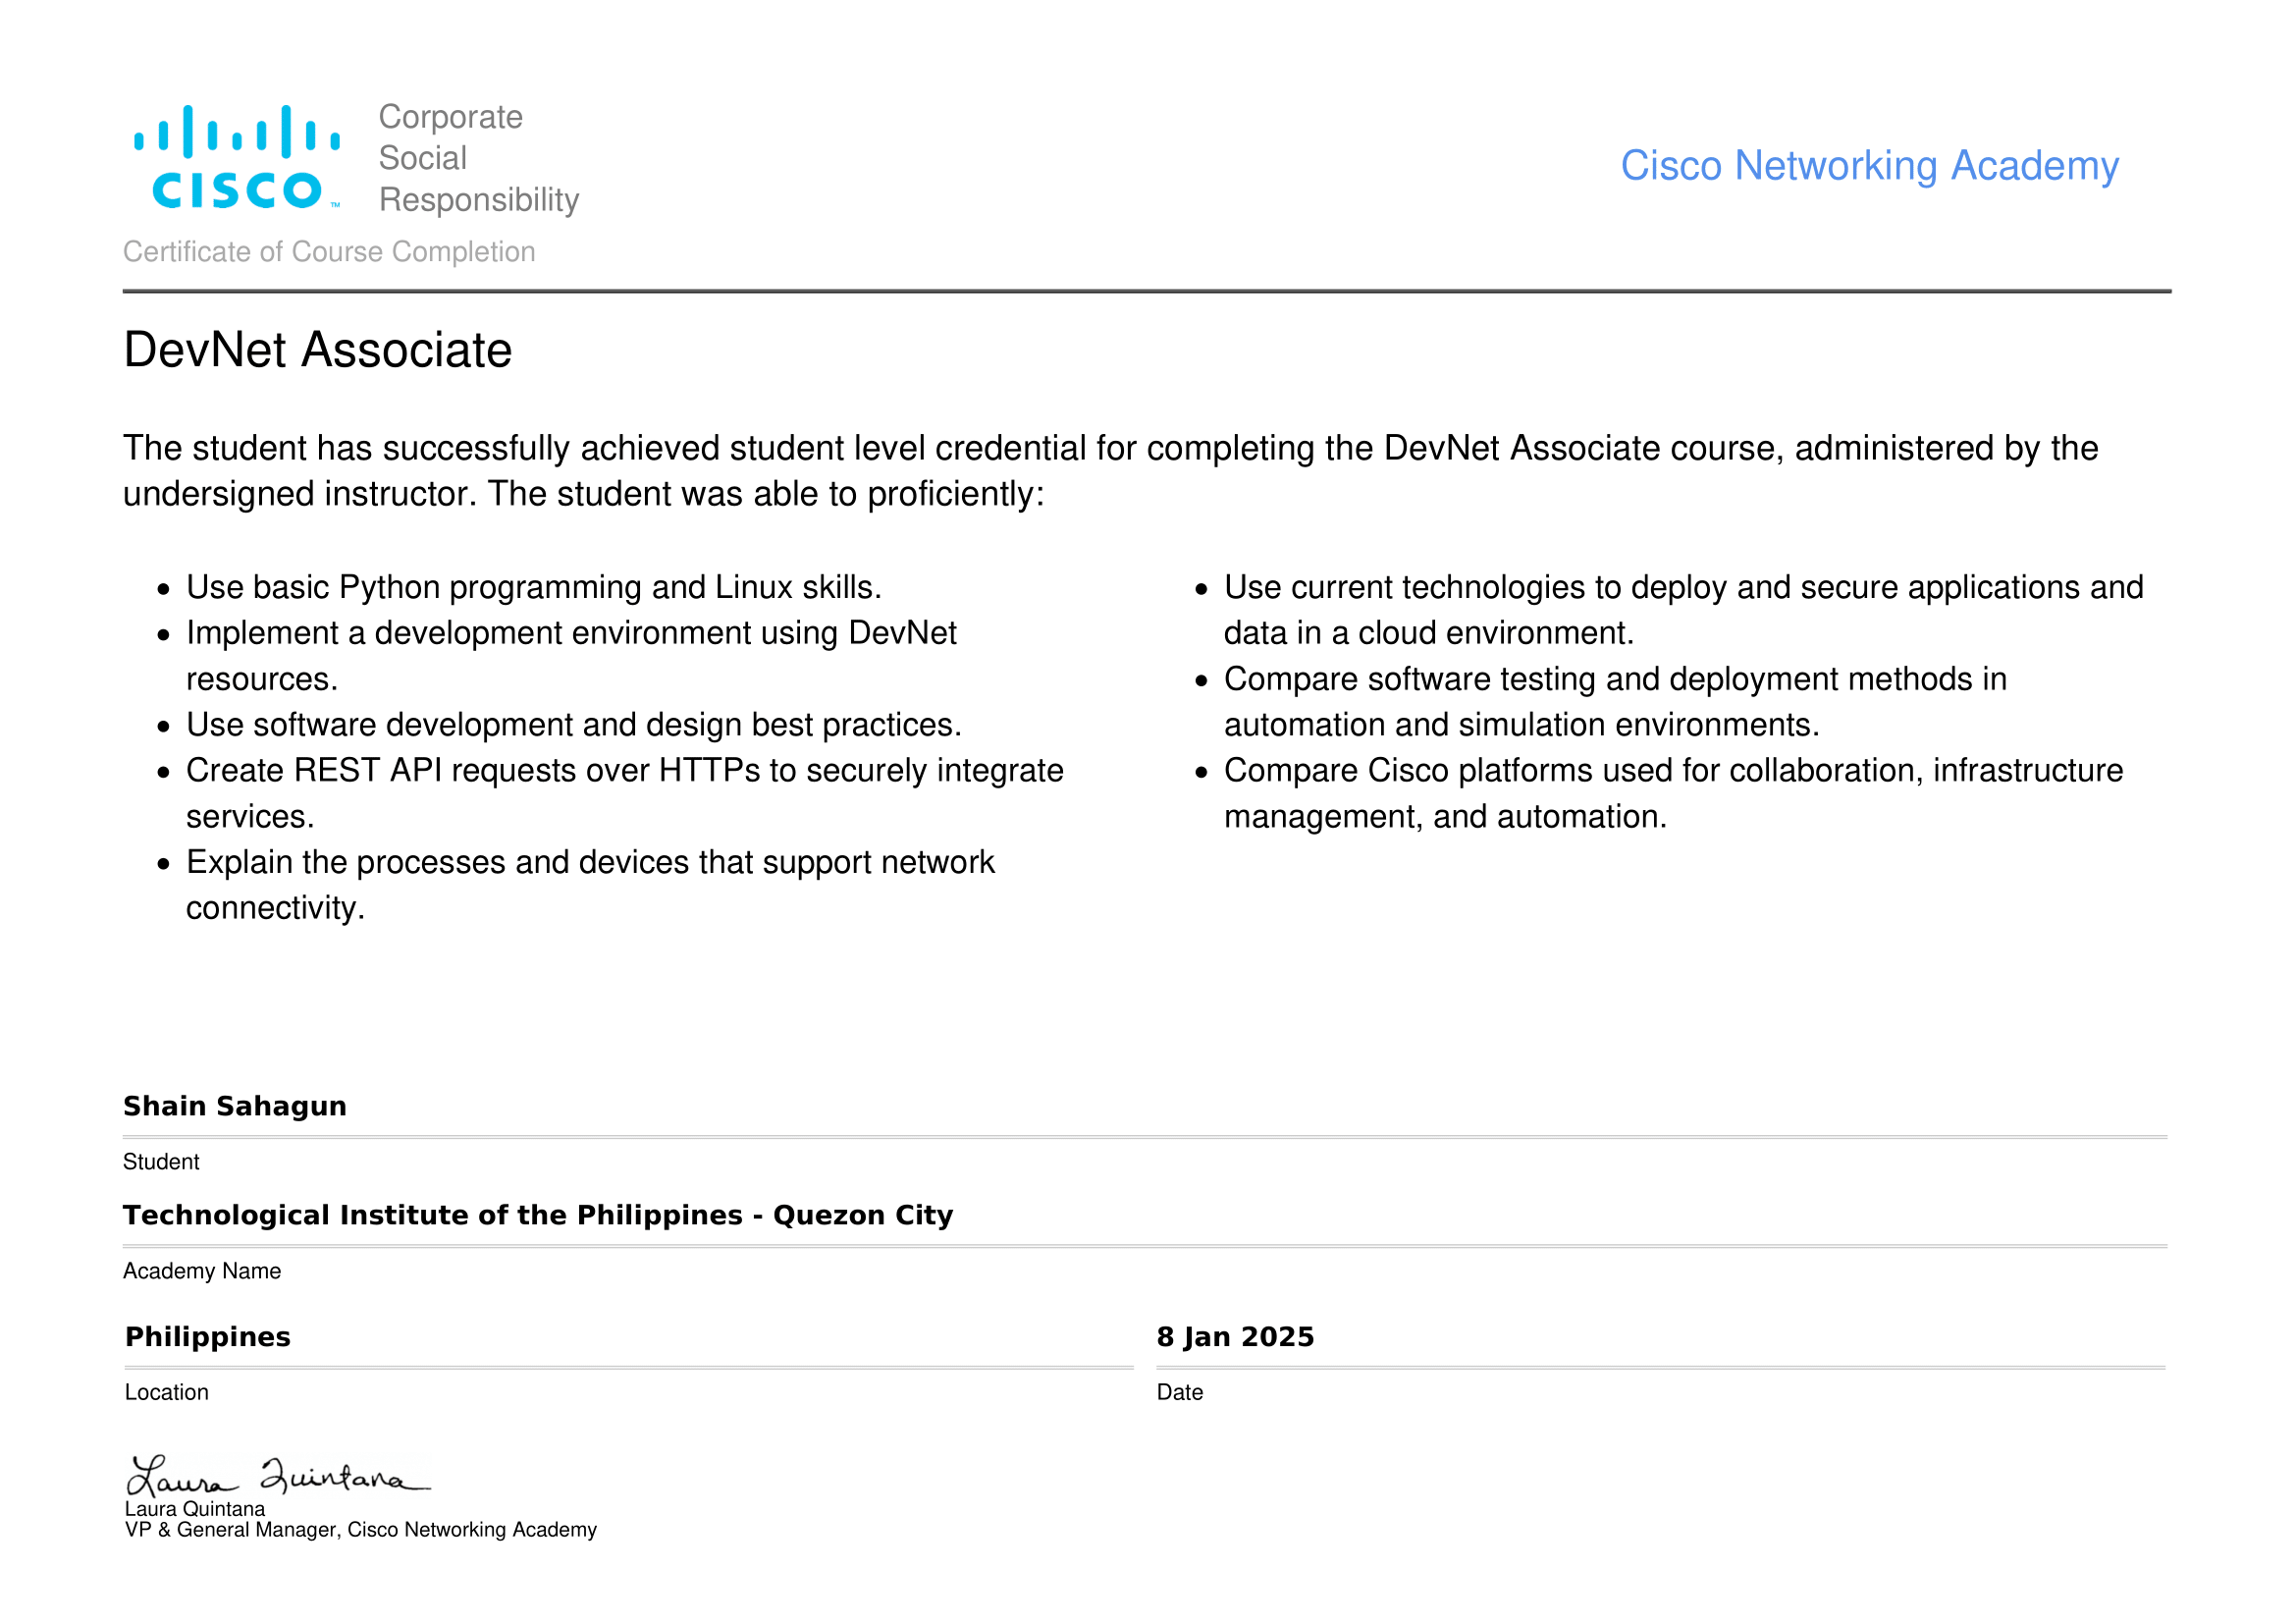 CISCO TM
Corporate
Social
Responsibility
Cisco Networking Academy
Certificate of Course Completion
DevNet Associate
The student has successfully achieved student level credential for completing the DevNet Associate course, administered by the
undersigned instructor. The student was able to proficiently:
• Use basic Python programming and Linux skills.
• Implement a development environment using DevNet
resources.
• Use software development and design best practices.
• Create REST API requests over HTTPs to securely integrate
services.
• Explain the processes and devices that support network
connectivity.
• Use current technologies to deploy and secure applications and
data in a cloud environment.
• Compare software testing and deployment methods in
automation and simulation environments.
• Compare Cisco platforms used for collaboration, infrastructure
management, and automation.
Shain Sahagun
Student
Technological Institute of the Philippines - Quezon City
Academy Name
Philippines
Location
8 Jan 2025
Date
Laura Quintana
Laura Quintana
VP & General Manager, Cisco Networking Academy